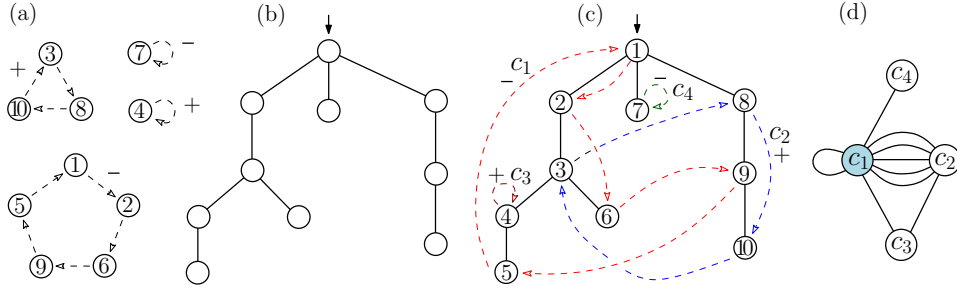 (a) (b) (c) (d)
3 + 10 8
7 −
4 +
1 − 5 2 9 6
1 c₁ − 2 7 − c₄ 8 c₂ +
3 9
+ c₃ 4 6 10
5
c₄
c₁ c₂
c₃